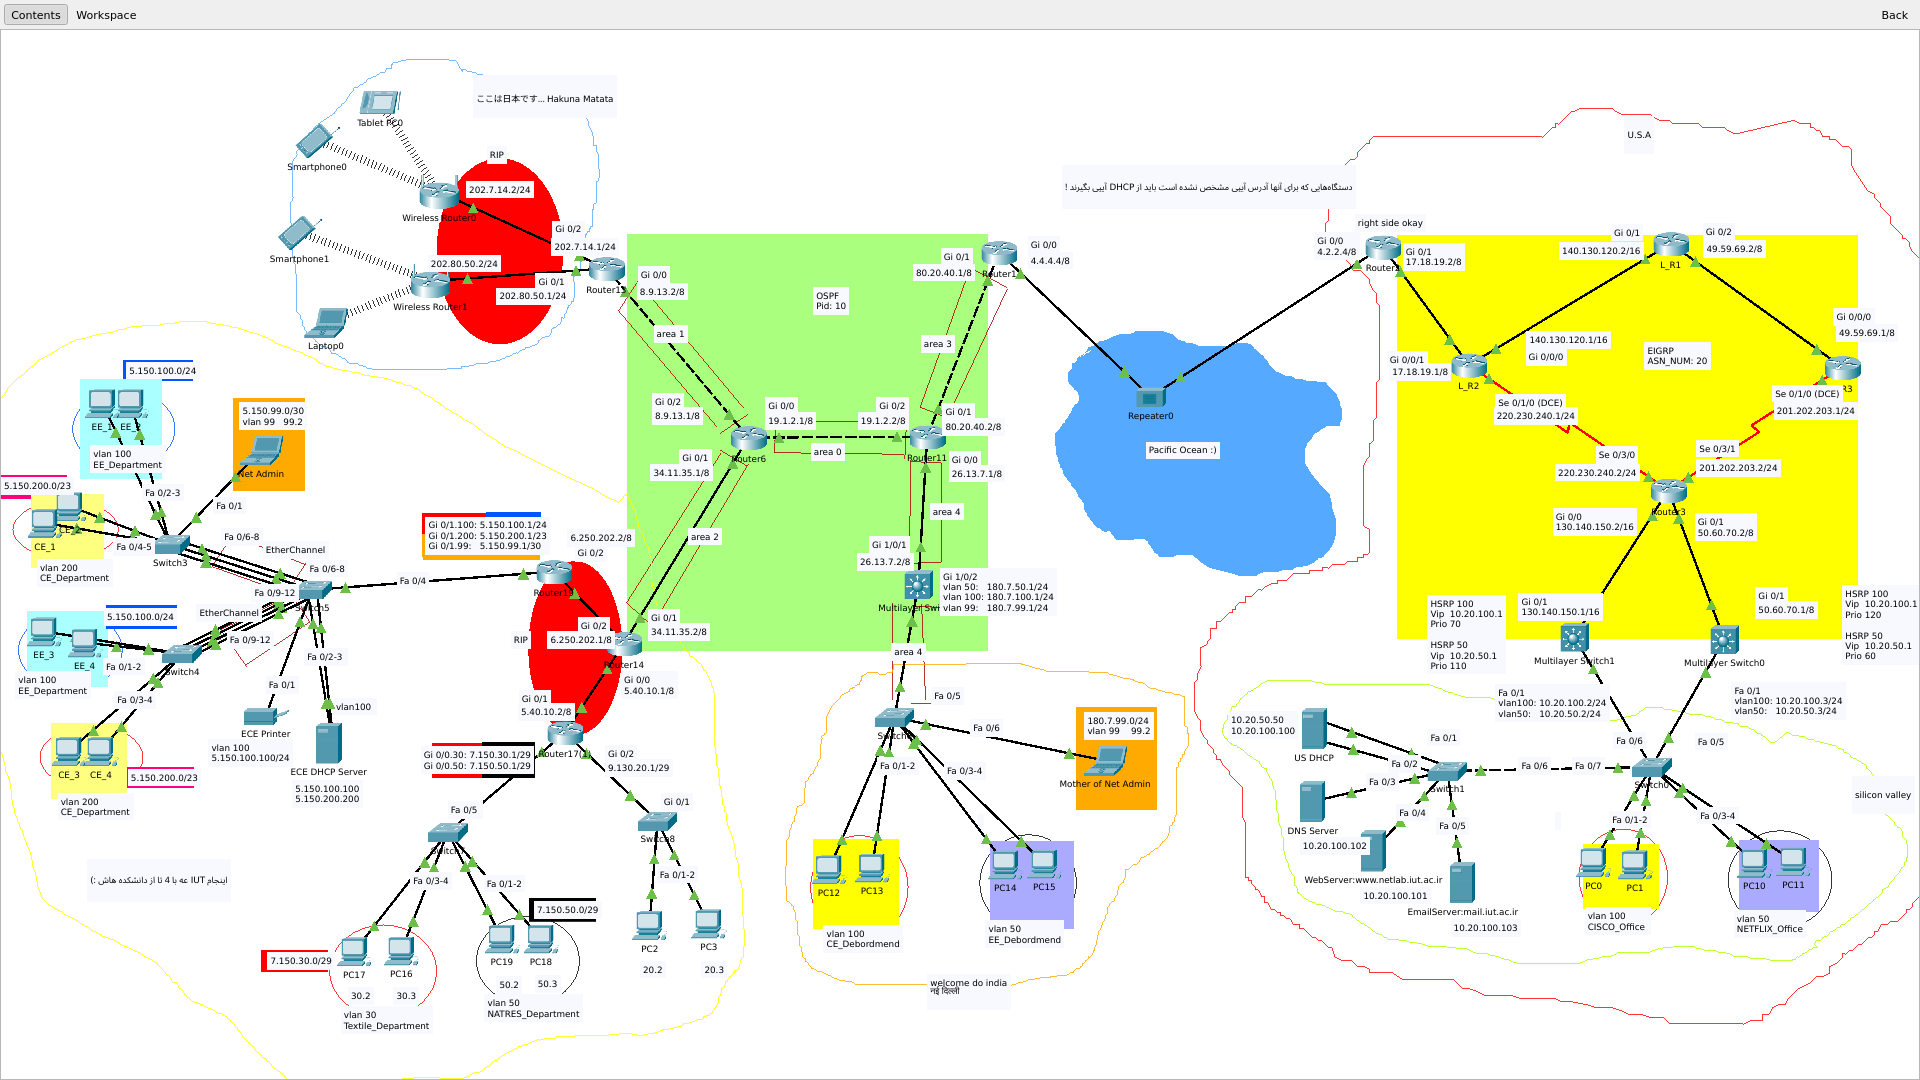 Contents
Workspace
Back
ここは日本です... Hakuna Matata
Tablet PC0
Smartphone0
RIP
202.7.14.2/24
Wireless Router0
Smartphone1
202.80.50.2/24
Gi 0/2
202.7.14.1/24
Gi 0/1
202.80.50.1/24
Wireless Router1
Laptop0
Gi 0/0
8.9.13.2/8
OSPF
Pid: 10
area 1
Gi 0/2
8.9.13.1/8
Gi 0/0
19.1.2.1/8
Gi 0/2
19.1.2.2/8
Router6
area 0
Gi 0/1
34.11.35.1/8
area 2
Gi 0/1
80.20.40.1/8
area 3
Gi 0/0
4.4.4.4/8
Gi 0/1
80.20.40.2/8
Router11
Gi 0/0
26.13.7.1/8
area 4
Gi 1/0/1
26.13.7.2/8
Gi 1/0/2
vlan 50: 180.7.50.1/24
vlan 100: 180.7.100.1/24
vlan 99: 180.7.99.1/24
area 4
دستگاه‌هایی که برای آنها آدرس آیپی مشخص نشده است باید از DHCP آیپی بگیرند !
Repeater0
Pacific Ocean :)
U.S.A
right side okay
Gi 0/0
4.2.2.4/8
Gi 0/1
17.18.19.2/8
Gi 0/1
140.130.120.2/16
L_R1
Gi 0/2
49.59.69.2/8
Gi 0/0/0
49.59.69.1/8
EIGRP
ASN_NUM: 20
140.130.120.1/16
Gi 0/0/0
Gi 0/0/1
17.18.19.1/8
L_R2
Se 0/1/0 (DCE)
220.230.240.1/24
Se 0/1/0 (DCE)
201.202.203.1/24
Se 0/3/0
220.230.240.2/24
Se 0/3/1
201.202.203.2/24
Router3
Gi 0/0
130.140.150.2/16
Gi 0/1
50.60.70.2/8
HSRP 100
Vip 10.20.100.1
Prio 70
HSRP 50
Vip 10.20.50.1
Prio 110
Gi 0/1
130.140.150.1/16
Multilayer Switch1
Gi 0/1
50.60.70.1/8
Multilayer Switch0
HSRP 100
Vip 10.20.100.1
Prio 120
HSRP 50
Vip 10.20.50.1
Prio 60
Fa 0/1
vlan100: 10.20.100.2/24
vlan50: 10.20.50.2/24
Fa 0/1
vlan100: 10.20.100.3/24
vlan50: 10.20.50.3/24
10.20.50.50
10.20.100.100
US DHCP
Fa 0/1
Fa 0/2
Fa 0/3
Fa 0/4
Fa 0/5
Switch1
Fa 0/6
Fa 0/7
Fa 0/6
Fa 0/5
Switch0
Fa 0/1-2
Fa 0/3-4
silicon valley
DNS Server
10.20.100.102
WebServer:www.netlab.iut.ac.ir
10.20.100.101
EmailServer:mail.iut.ac.ir
10.20.100.103
PC0
PC1
vlan 100
CISCO_Office
PC10
PC11
vlan 50
NETFLIX_Office
5.150.100.0/24
vlan 100
EE_Department
5.150.99.0/30
vlan 99 99.2
Net Admin
Fa 0/2-3
Fa 0/1
5.150.200.0/23
CE_1
Fa 0/4-5
Switch3
vlan 200
CE_Department
Fa 0/6-8
EtherChannel
Fa 0/6-8
Fa 0/4
Fa 0/9-12
EtherChannel
Fa 0/9-12
5.150.100.0/24
EE_3
EE_4
Fa 0/1-2
Switch4
vlan 100
EE_Department
Fa 0/3-4
CE_3
CE_4
5.150.200.0/23
vlan 200
CE_Department
Fa 0/2-3
Fa 0/1
vlan100
ECE Printer
vlan 100
5.150.100.100/24
ECE DHCP Server
5.150.100.100
5.150.200.200
Gi 0/1.100: 5.150.100.1/24
Gi 0/1.200: 5.150.200.1/23
Gi 0/1.99: 5.150.99.1/30
6.250.202.2/8
Gi 0/2
RIP
Gi 0/2
6.250.202.1/8
Gi 0/1
34.11.35.2/8
Router14
Gi 0/0
5.40.10.1/8
Gi 0/1
5.40.10.2/8
Gi 0/0.30: 7.150.30.1/29
Gi 0/0.50: 7.150.50.1/29
Gi 0/2
9.130.20.1/29
Fa 0/5
Gi 0/1
Switch8
Fa 0/3-4
Fa 0/1-2
Fa 0/1-2
7.150.50.0/29
7.150.30.0/29
PC17
PC16
30.2
30.3
vlan 30
Textile_Department
PC19
PC18
50.2
50.3
vlan 50
NATRES_Department
PC2
PC3
20.2
20.3
اینجام IUT عه با 4 تا از دانشکده هاش :)
Fa 0/5
Fa 0/6
Fa 0/1-2
Fa 0/3-4
180.7.99.0/24
vlan 99 99.2
Mother of Net Admin
PC12
PC13
vlan 100
CE_Debordmend
PC14
PC15
vlan 50
EE_Debordmend
welcome do india
नई दिल्ली